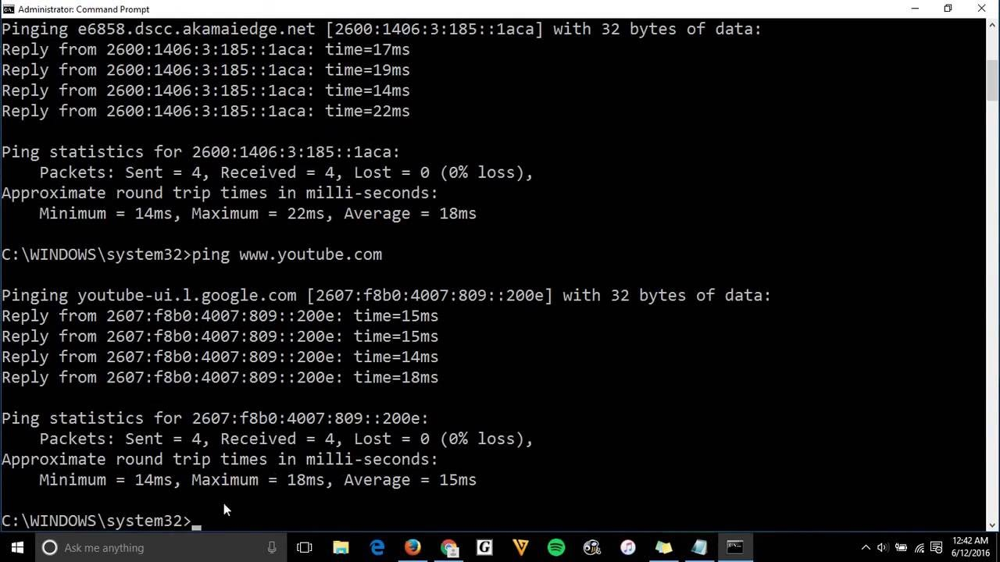 Administrator: Command Prompt
Pinging e6858.dscc.akamaiedge.net [2600:1406:3:185::1aca] with 32 bytes of data:
Reply from 2600:1406:3:185::1aca: time=17ms
Reply from 2600:1406:3:185::1aca: time=19ms
Reply from 2600:1406:3:185::1aca: time=14ms
Reply from 2600:1406:3:185::1aca: time=22ms
Ping statistics for 2600:1406:3:185::1aca:
    Packets: Sent = 4, Received = 4, Lost = 0 (0% loss),
Approximate round trip times in milli-seconds:
    Minimum = 14ms, Maximum = 22ms, Average = 18ms
C:\WINDOWS\system32>ping www.youtube.com
Pinging youtube-ui.l.google.com [2607:f8b0:4007:809::200e] with 32 bytes of data:
Reply from 2607:f8b0:4007:809::200e: time=15ms
Reply from 2607:f8b0:4007:809::200e: time=15ms
Reply from 2607:f8b0:4007:809::200e: time=14ms
Reply from 2607:f8b0:4007:809::200e: time=18ms
Ping statistics for 2607:f8b0:4007:809::200e:
    Packets: Sent = 4, Received = 4, Lost = 0 (0% loss),
Approximate round trip times in milli-seconds:
    Minimum = 14ms, Maximum = 18ms, Average = 15ms
C:\WINDOWS\system32>
Ask me anything
12:42 AM
6/12/2016